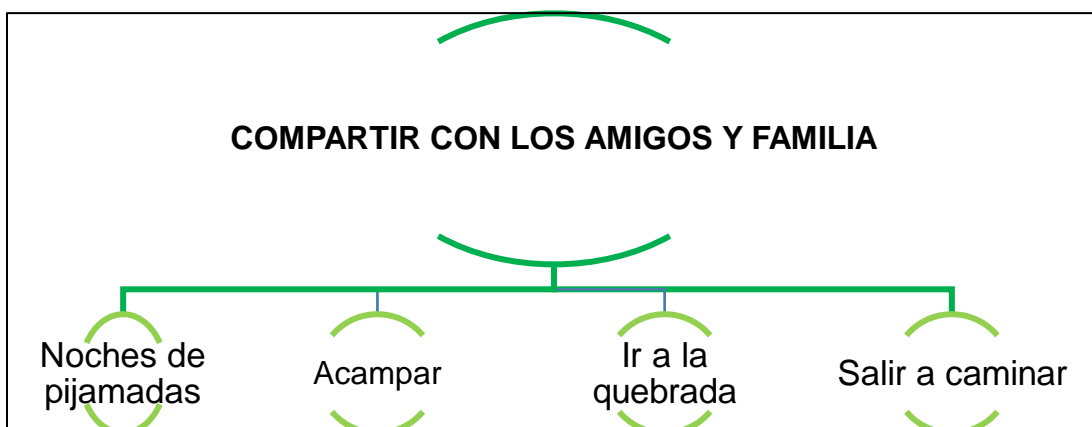 COMPARTIR CON LOS AMIGOS Y FAMILIA
Noches de
pijamadas
Acampar
Ir a la
quebrada
Salir a caminar